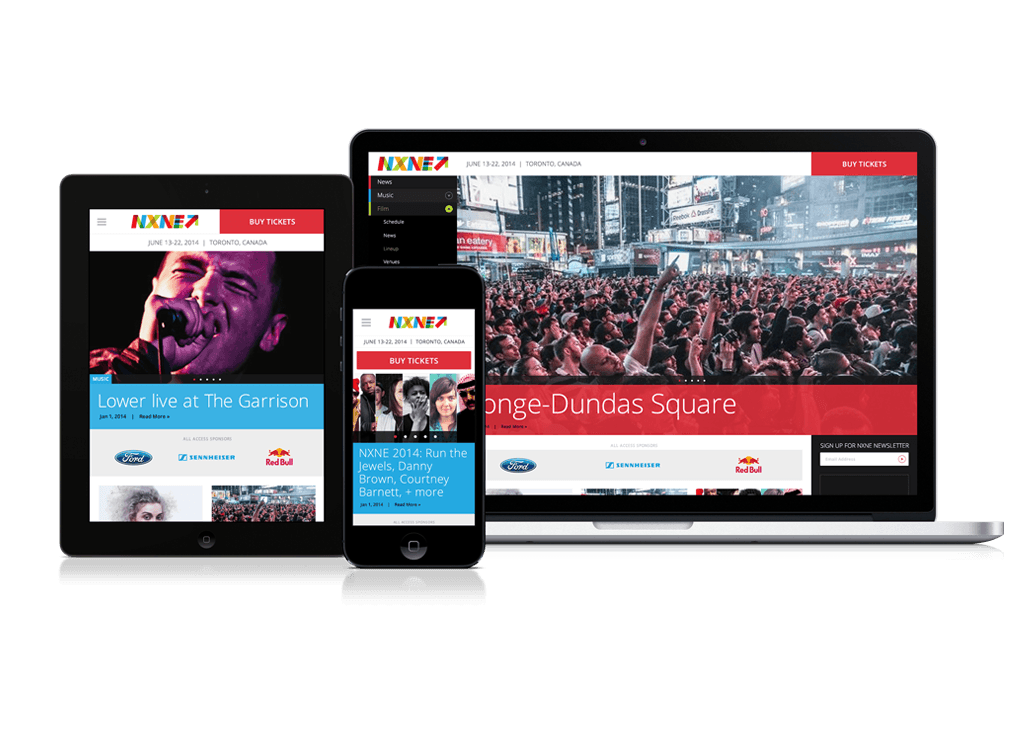 NXNE
BUY TICKETS
JUNE 13-22, 2014 | TORONTO, CANADA
MUSIC
Lower live at The Garrison
Jan 1, 2014 | Read More »
ALL ACCESS SPONSORS
Ford
SENNHEISER
Red Bull
NXNE
JUNE 13-22, 2014 | TORONTO, CANADA
BUY TICKETS
NXNE 2014: Run the
Jewels, Danny
Brown, Courtney
Barnett, + more
Jan 1, 2014 | Read More »
ALL ACCESS SPONSORS
NXNE
JUNE 13-22, 2014 | TORONTO, CANADA
BUY TICKETS
News
Music
Film
Schedule
News
Lineup
Venues
an eatery
Reebok CrossFit
onge-Dundas Square
| Read More »
ALL ACCESS SPONSORS
Ford
SENNHEISER
Red Bull
SIGN UP FOR NXNE NEWSLETTER
Email Address